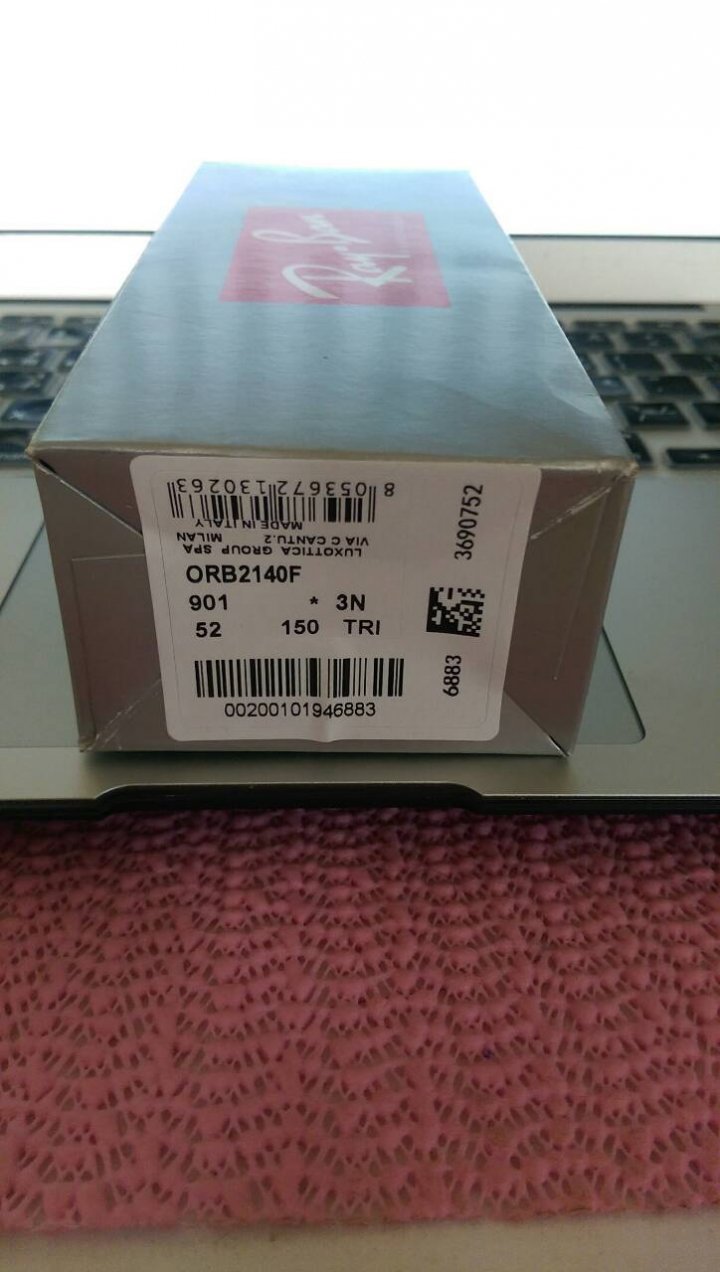 Ray-Ban
8 053672 130263
LUXOTTICA GROUP SPA
VIA C CANTU.2 MILAN
MADE IN ITALY
ORB2140F
901 * 3N
52 150 TRI
00200101946883
3690752
6883